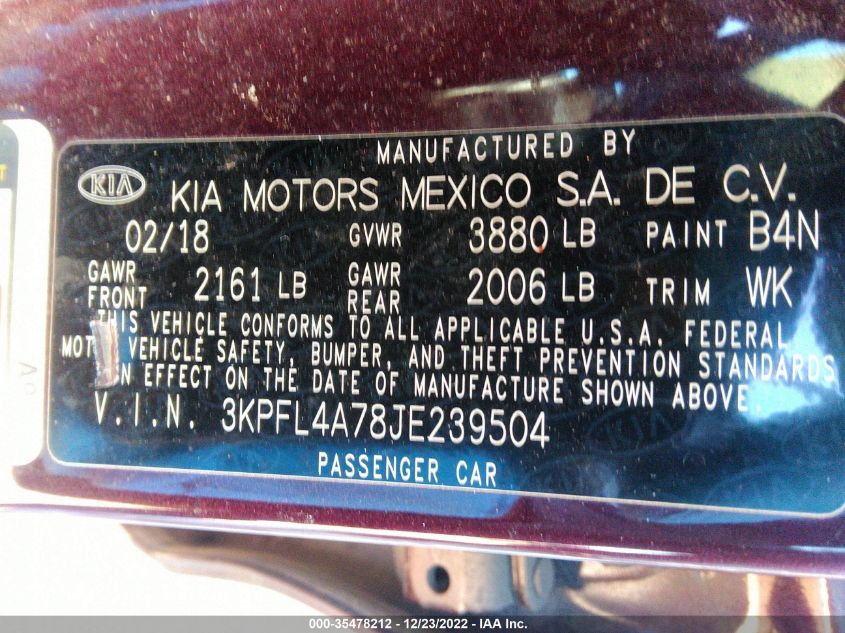 MANUFACTURED BY
KIA KIA MOTORS MEXICO S.A. DE C.V.
02/18 GVWR 3880 LB PAINT B4N
GAWR FRONT 2161 LB GAWR REAR 2006 LB TRIM WK
THIS VEHICLE CONFORMS TO ALL APPLICABLE U.S.A. FEDERAL
VEHICLE SAFETY, BUMPER, AND THEFT PREVENTION STANDARDS
IN EFFECT ON THE DATE OF MANUFACTURE SHOWN ABOVE.
V.I.N. 3KPFL4A78JE239504
PASSENGER CAR
000-35478212 - 12/23/2022 - IAA Inc.